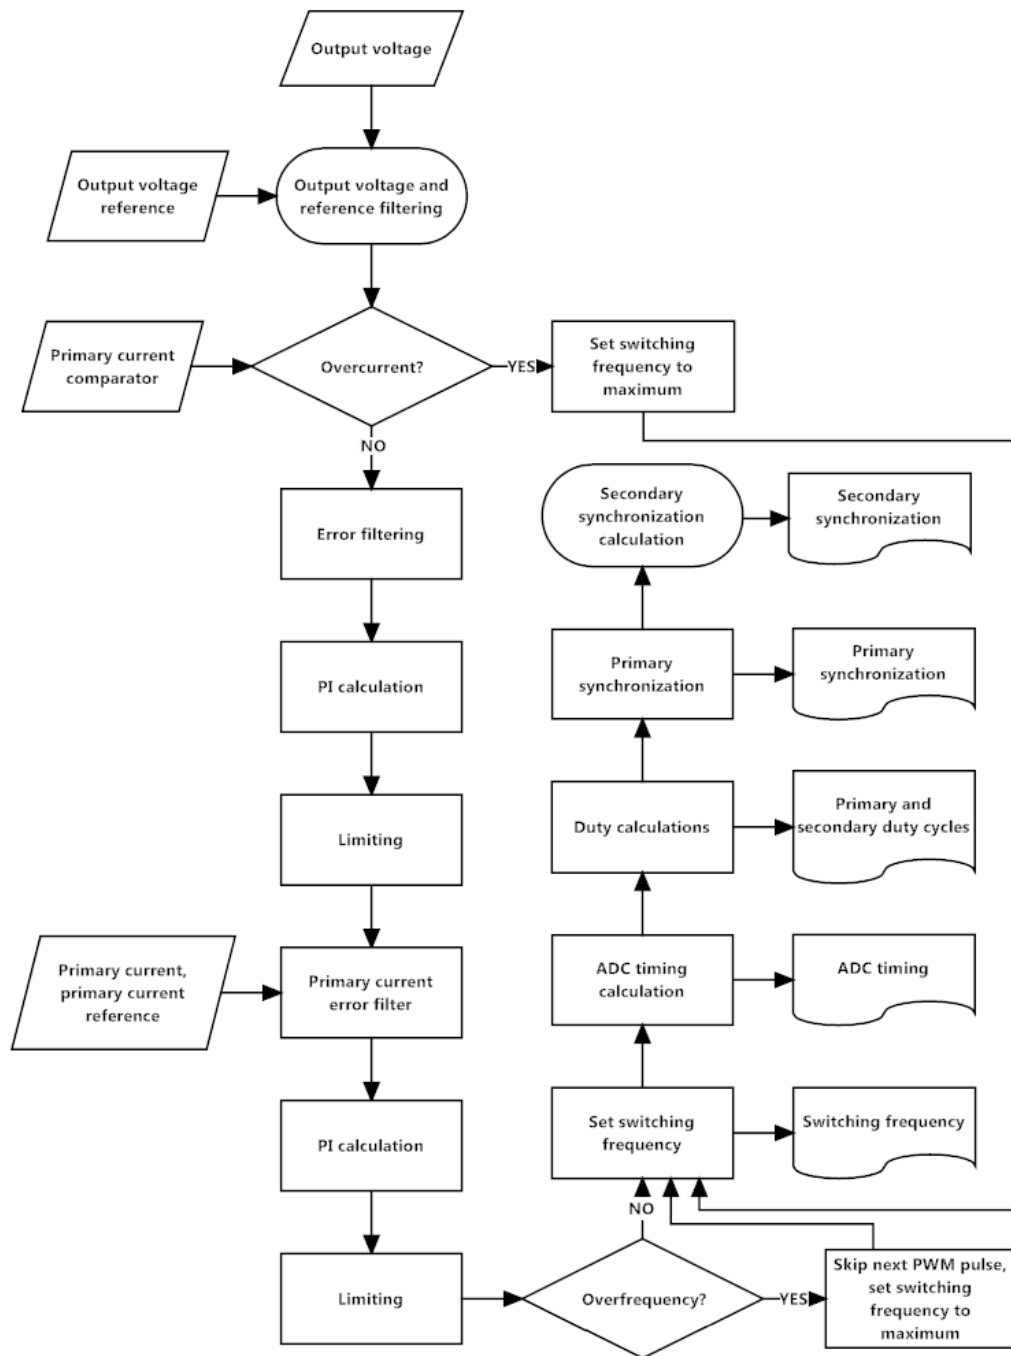 Output voltage
Output voltage
reference
Output voltage and
reference filtering
Primary current
comparator
Overcurrent?
YES
Set switching
frequency to
maximum
NO
Error filtering
PI calculation
Limiting
Primary current,
primary current
reference
Primary current
error filter
PI calculation
Limiting
Overfrequency?
YES
Skip next PWM pulse,
set switching
frequency to
maximum
NO
Set switching
frequency
Switching frequency
ADC timing
calculation
ADC timing
Duty calculations
Primary and
secondary duty cycles
Primary
synchronization
Primary
synchronization
Secondary
synchronization
calculation
Secondary
synchronization